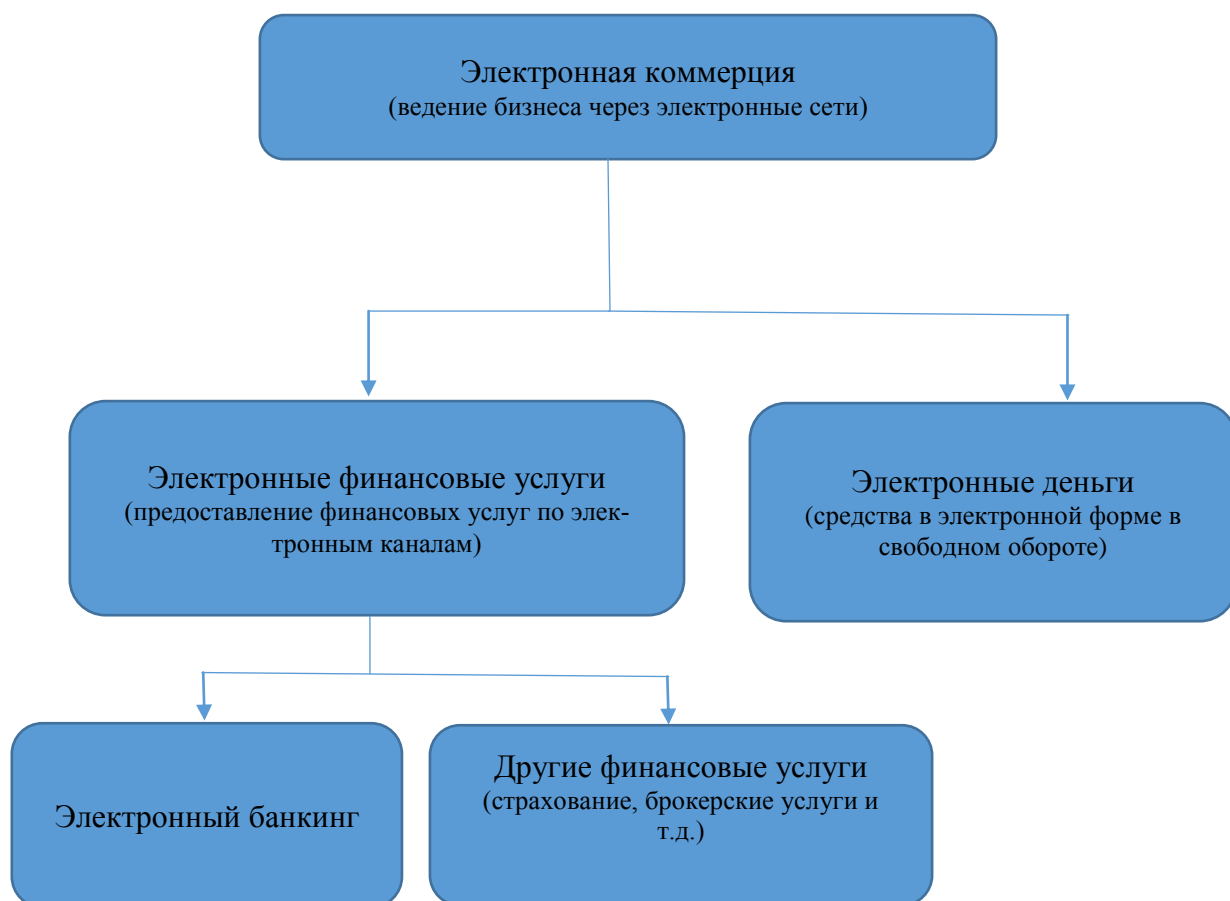 Электронная коммерция
(ведение бизнеса через электронные сети)
Электронные финансовые услуги
(предоставление финансовых услуг по элек-
тронным каналам)
Электронные деньги
(средства в электронной форме в
свободном обороте)
Электронный банкинг
Другие финансовые услуги
(страхование, брокерские услуги и
т.д.)